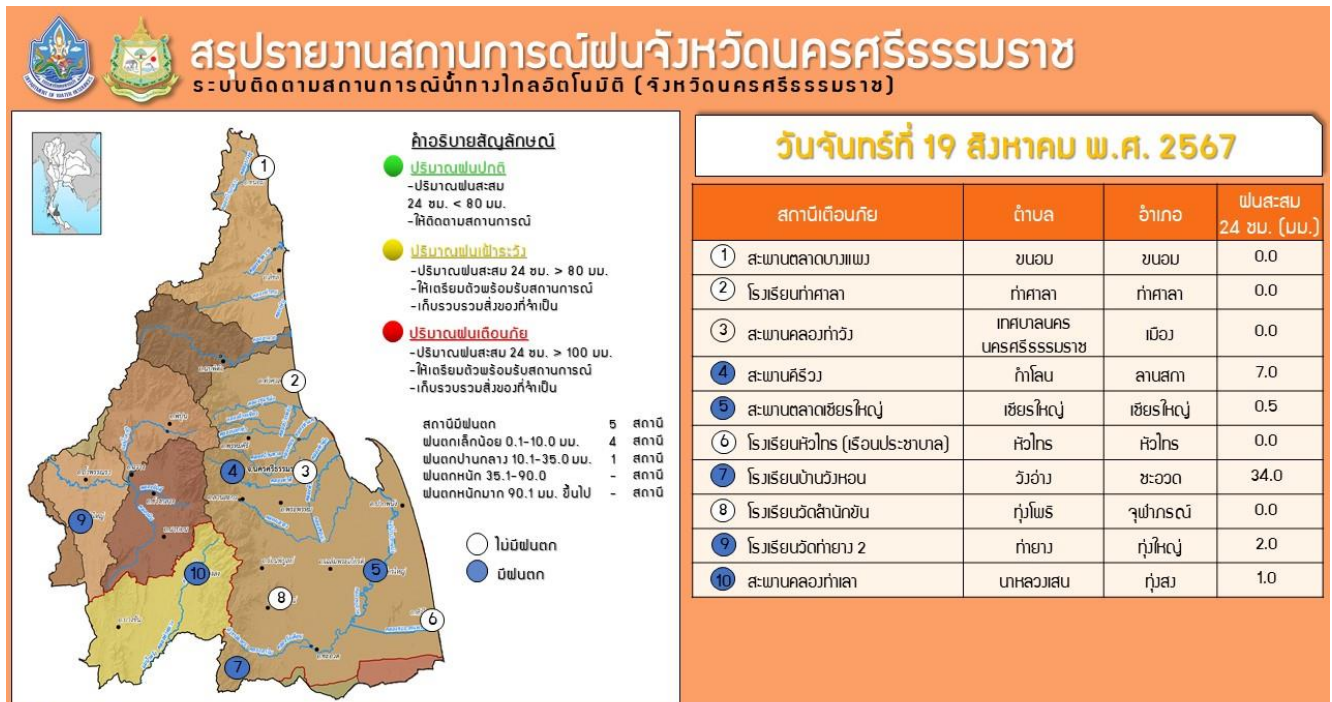 สรุปรายงานสถานการณ์ฝนจังหวัดนครศรีธรรมราช
ระบบติดตามสถานการณ์น้ำทางไกลอัตโนมัติ (จังหวัดนครศรีธรรมราช)
คำอธิบายสัญลักษณ์
ปริมาณฝนปกติ
-ปริมาณฝนสะสม
24 ชม. < 80 มม.
-ให้ติดตามสถานการณ์
ปริมาณฝนเฝ้าระวัง
-ปริมาณฝนสะสม 24 ชม. > 80 มม.
-ให้เตรียมตัวพร้อมรับสถานการณ์
-เก็บรวบรวมสิ่งของที่จำเป็น
ปริมาณฝนเตือนภัย
-ปริมาณฝนสะสม 24 ชม. > 100 มม.
-ให้เตรียมตัวพร้อมรับสถานการณ์
-เก็บรวบรวมสิ่งของที่จำเป็น
สถานีมีฝนตก 5 สถานี
ฝนตกเล็กน้อย 0.1-10.0 มม. 4 สถานี
ฝนตกปานกลาง 10.1-35.0 มม. 1 สถานี
ฝนตกหนัก 35.1-90.0 - สถานี
ฝนตกหนักมาก 90.1 มม. ขึ้นไป - สถานี
ไม่มีฝนตก
มีฝนตก
1
2
4
3
9
10
5
8
6
7
วันจันทร์ที่ 19 สิงหาคม พ.ศ. 2567
สถานีเตือนภัย ตำบล อำเภอ ฝนสะสม
24 ชม. (มม.)
1 สะพานตลาดบางแพง ขนอม ขนอม 0.0
2 โรงเรียนท่าศาลา ท่าศาลา ท่าศาลา 0.0
3 สะพานคลองท่าวัง เทศบาลนคร
นครศรีธรรมราช เมือง 0.0
4 สะพานคีรีวง กำโลน ลานสกา 7.0
5 สะพานตลาดเชียรใหญ่ เชียรใหญ่ เชียรใหญ่ 0.5
6 โรงเรียนหัวไทร (เรือนประชาบาล) หัวไทร หัวไทร 0.0
7 โรงเรียนบ้านวังหอน วังอ่าง ชะอวด 34.0
8 โรงเรียนวัดสำนักขัน ทุ่งโพธิ จุฬาภรณ์ 0.0
9 โรงเรียนวัดท่ายาง 2 ท่ายาง ทุ่งใหญ่ 2.0
10 สะพานคลองท่าเลา นาหลวงเสน ทุ่งสง 1.0